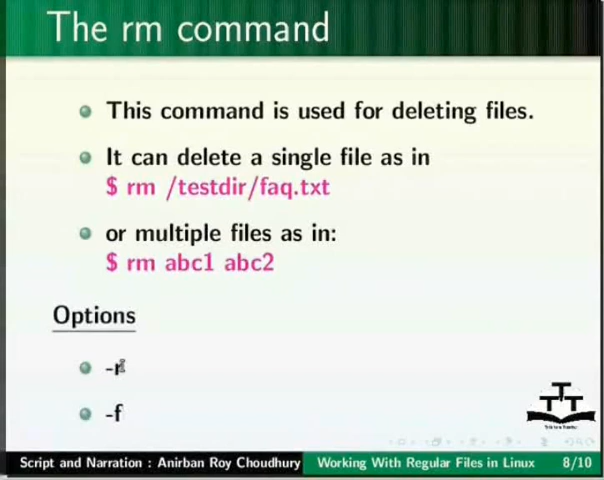 The rm command
This command is used for deleting files.
It can delete a single file as in
$ rm /testdir/faq.txt
or multiple files as in:
$ rm abc1 abc2
Options
-r
-f
TTT
Script and Narration : Anirban Roy Choudhury Working With Regular Files in Linux 8/10